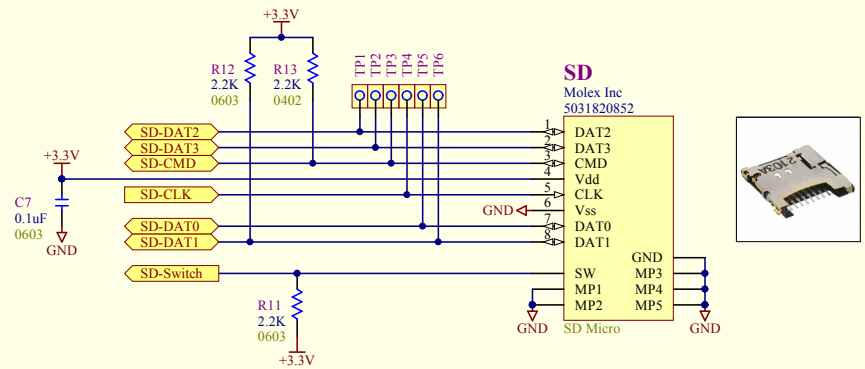 +3.3V
R12
2.2K
0603
R13
2.2K
0402
TP1
TP2
TP3
TP4
TP5
TP6
SD
Molex Inc
5031820852
SD-DAT2
1
DAT2
SD-DAT3
2
DAT3
SD-CMD
3
CMD
+3.3V
4
Vdd
SD-CLK
5
CLK
C7
0.1uF
0603
GND
GND
6
Vss
SD-DAT0
7
DAT0
SD-DAT1
8
DAT1
GND
SD-Switch
SW
MP3
MP1
MP4
MP2
MP5
R11
2.2K
0603
+3.3V
GND
SD Micro
GND
2103A